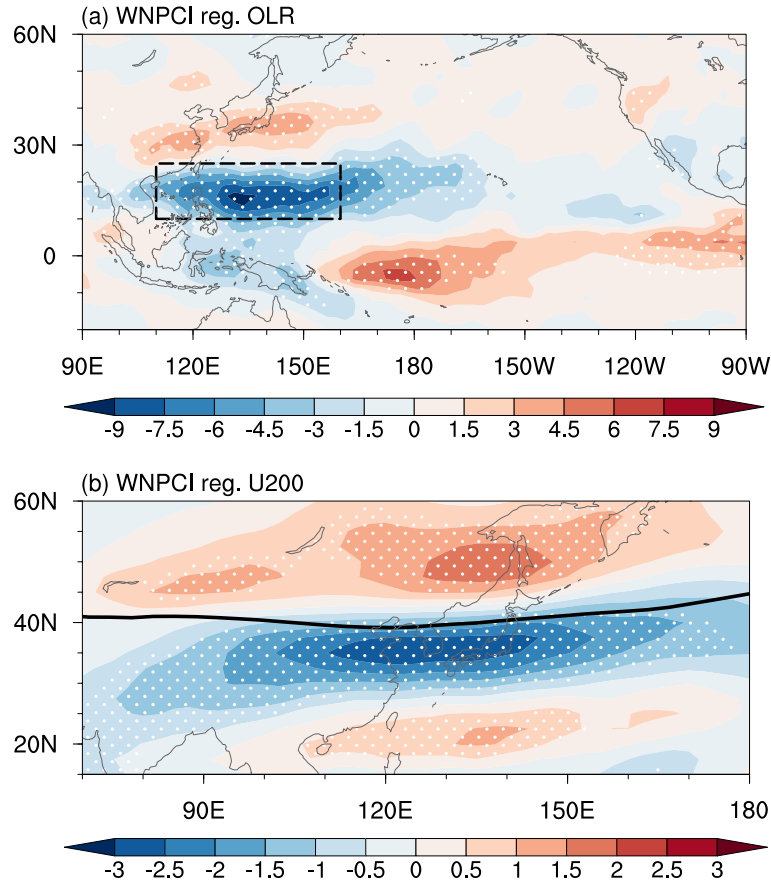 (a) WNPCI reg. OLR
60N
30N
0
90E 120E 150E 180 150W 120W 90W
-9 -7.5 -6 -4.5 -3 -1.5 0 1.5 3 4.5 6 7.5 9
(b) WNPCI reg. U200
60N
40N
20N
90E 120E 150E 180
-3 -2.5 -2 -1.5 -1 -0.5 0 0.5 1 1.5 2 2.5 3